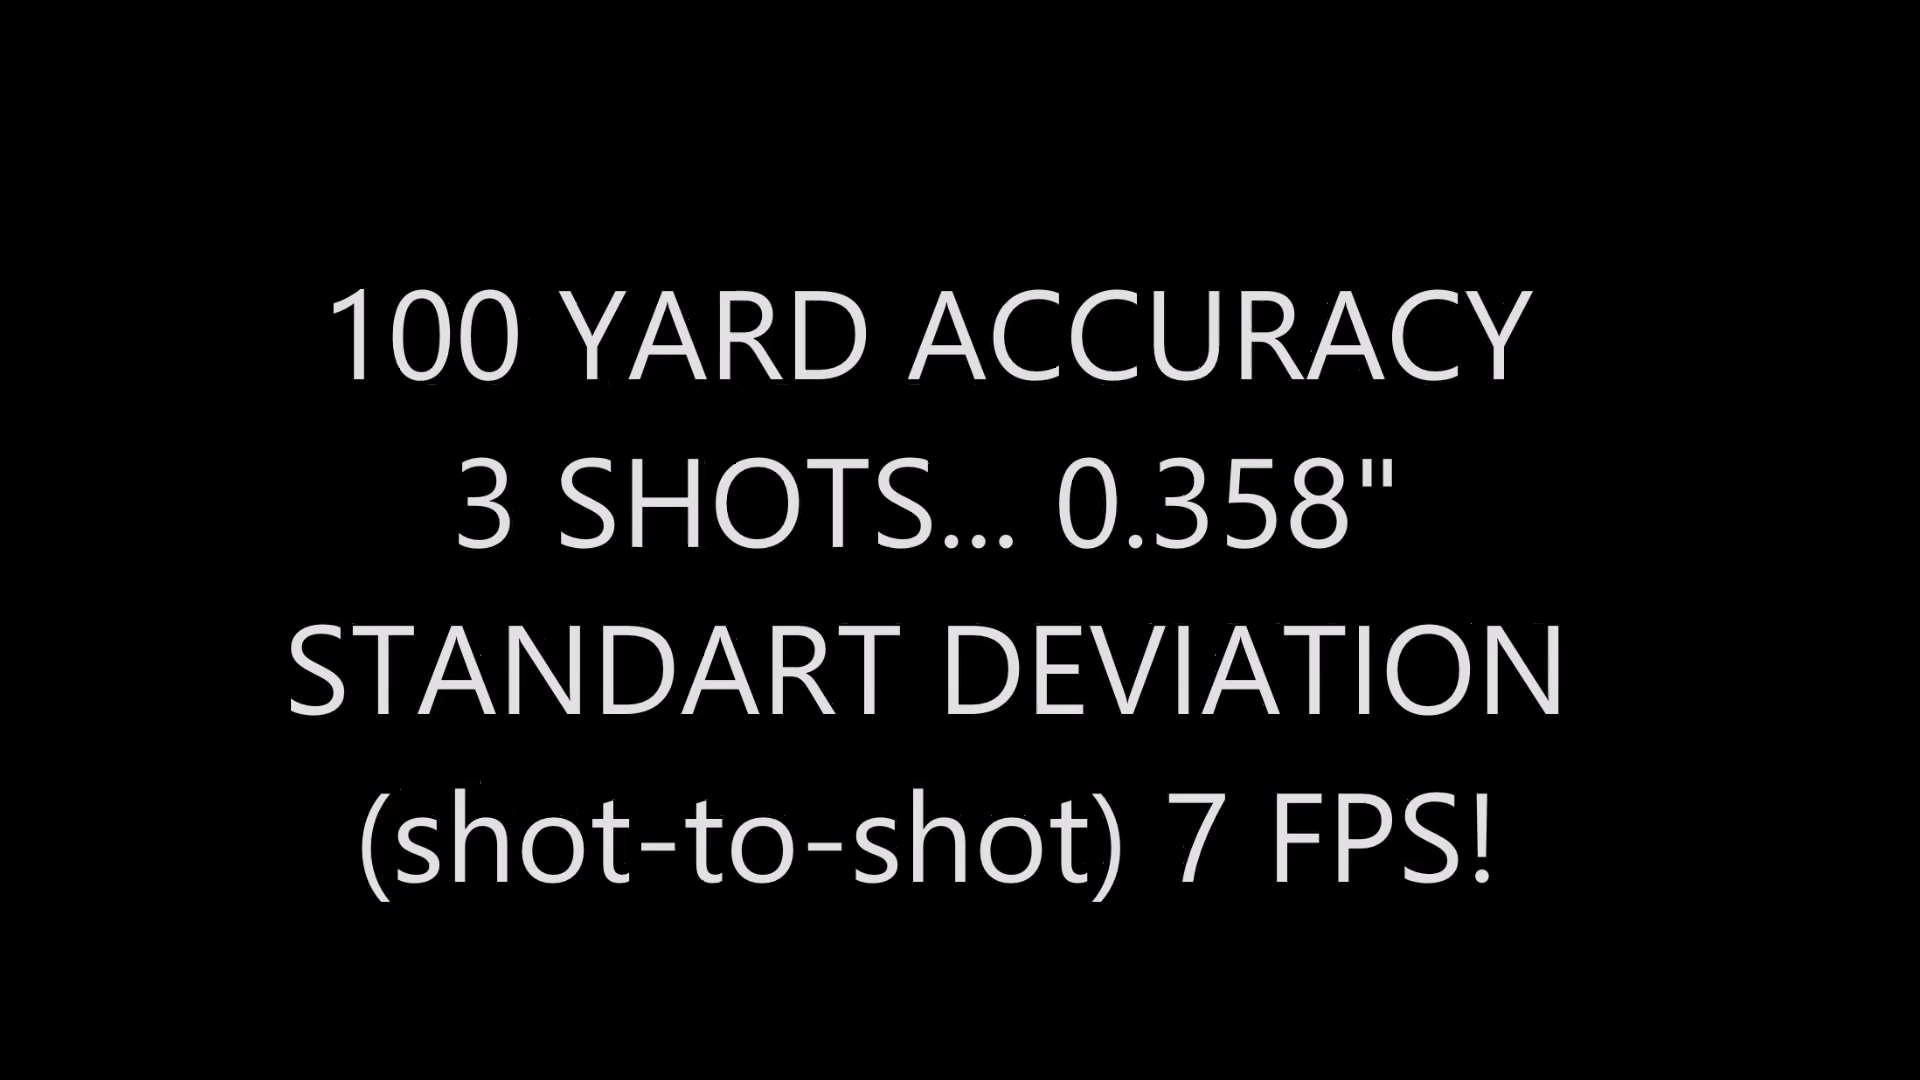 100 YARD ACCURACY
3 SHOTS... 0.358"
STANDART DEVIATION
(shot-to-shot) 7 FPS!